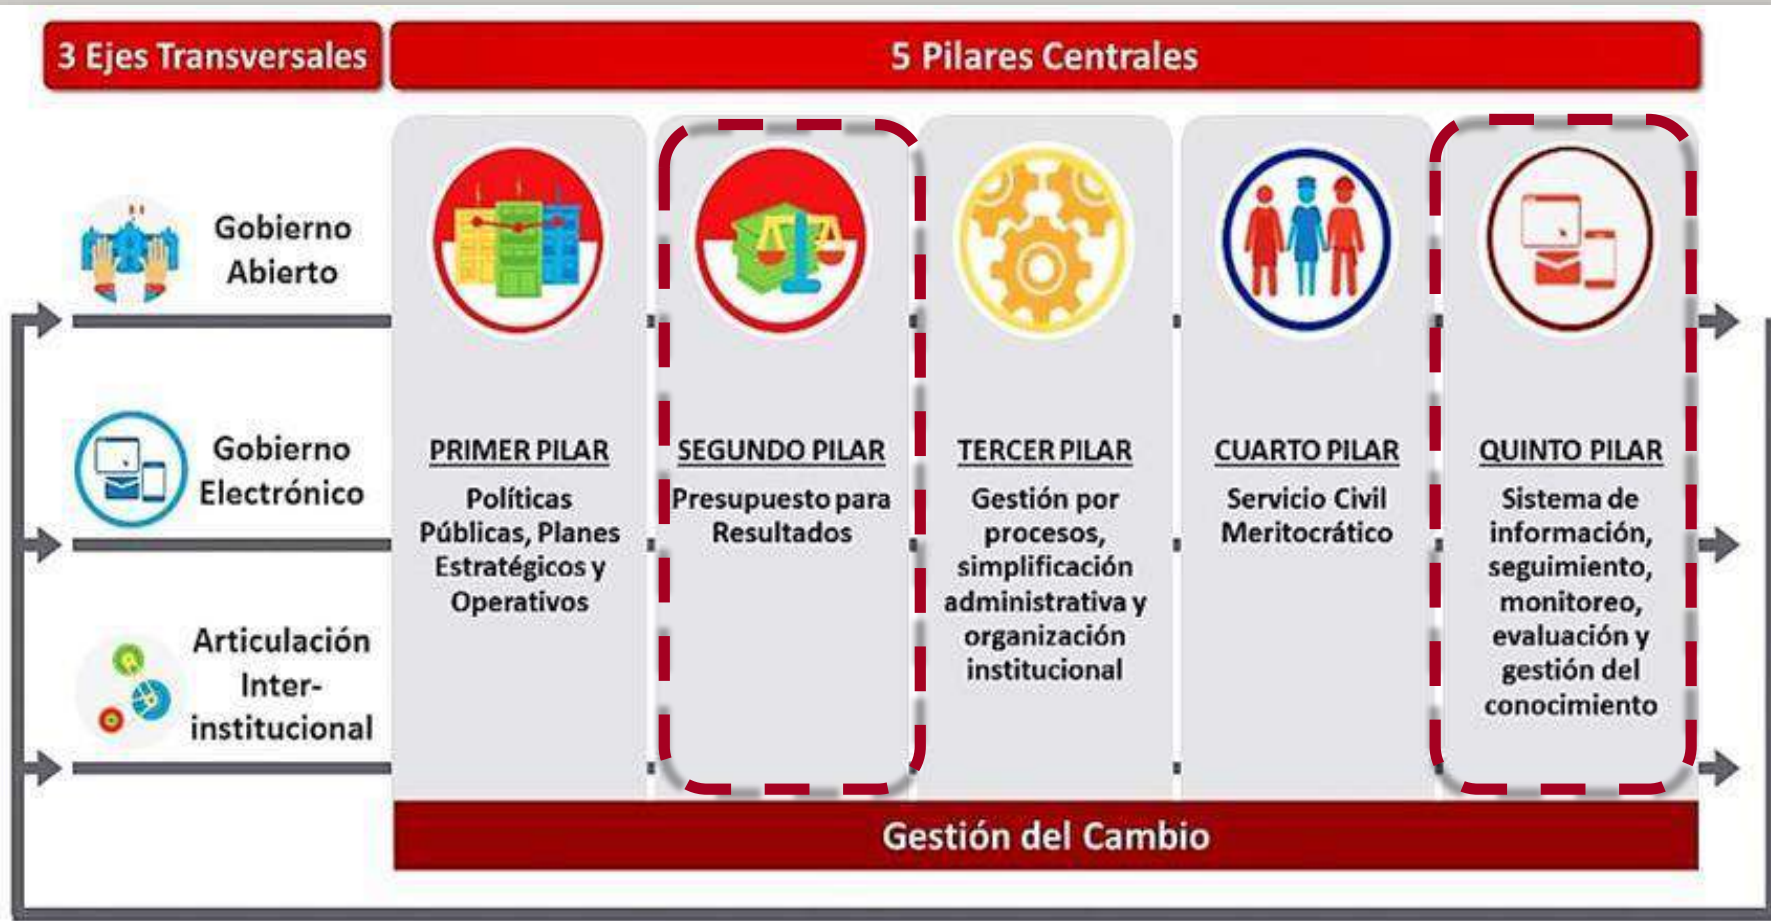 3 Ejes Transversales
5 Pilares Centrales
Gobierno
Abierto
Gobierno
Electrónico
Articulación
Inter-
institucional
PRIMER PILAR
Políticas
Públicas, Planes
Estratégicos y
Operativos
SEGUNDO PILAR
Presupuesto para
Resultados
TERCER PILAR
Gestión por
procesos,
simplificación
administrativa y
organización
institucional
CUARTO PILAR
Servicio Civil
Meritocrático
QUINTO PILAR
Sistema de
información,
seguimiento,
monitoreo,
evaluación y
gestión del
conocimiento
Gestión del Cambio